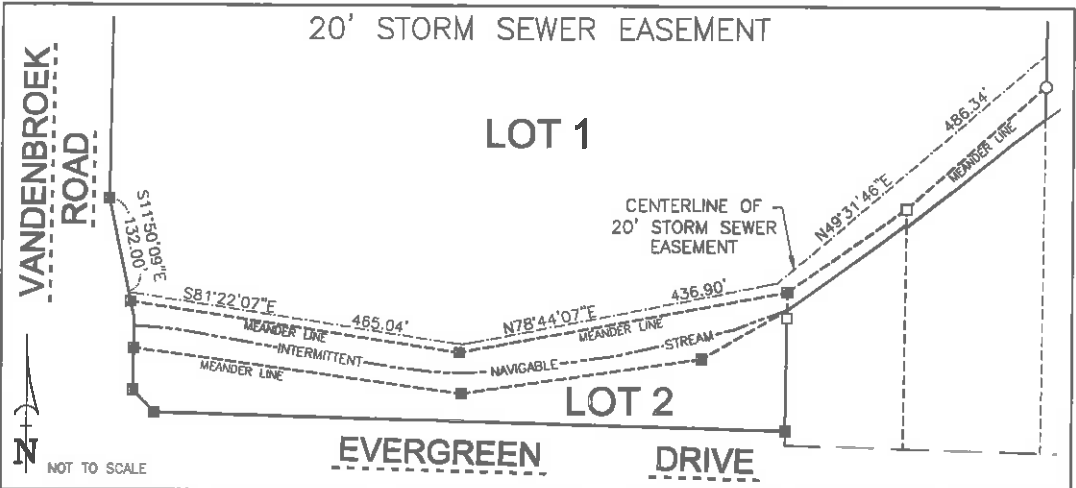 20' STORM SEWER EASEMENT
VANDENBROEK
ROAD
LOT 1
486.34'
MEANDER LINE
N49°31'46"E
CENTERLINE OF
20' STORM SEWER
EASEMENT
S11°50'09"E
132.00'
S81°22'07"E
465.04'
N78°44'07"E
436.90'
MEANDER LINE
MEANDER LINE
INTERMITTENT
NAVIGABLE
STREAM
MEANDER LINE
LOT 2
EVERGREEN
DRIVE
N
NOT TO SCALE